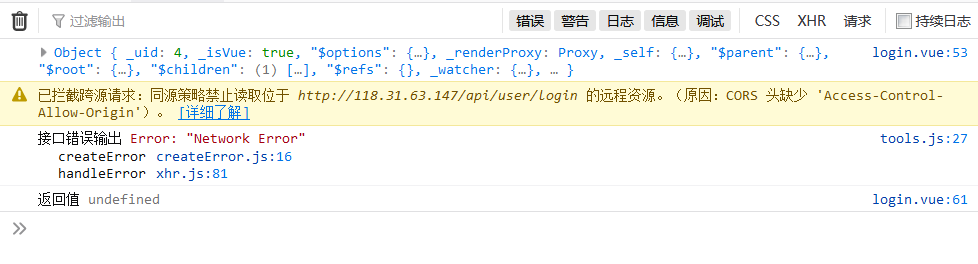 过滤输出 错误 警告 日志 信息 调试 CSS XHR 请求 持续日志
Object { _uid: 4, _isVue: true, "$options": {…}, _renderProxy: Proxy, _self: {…}, "$parent": {…}, login.vue:53
"$root": {…}, "$children": (1) […], "$refs": {}, _watcher: {…}, … }
已拦截跨源请求：同源策略禁止读取位于 http://118.31.63.147/api/user/login 的远程资源。（原因：CORS 头缺少 'Access-Control-
Allow-Origin'）。 [详细了解]
接口错误输出 Error: "Network Error" tools.js:27
createError createError.js:16
handleError xhr.js:81
返回值 undefined login.vue:61